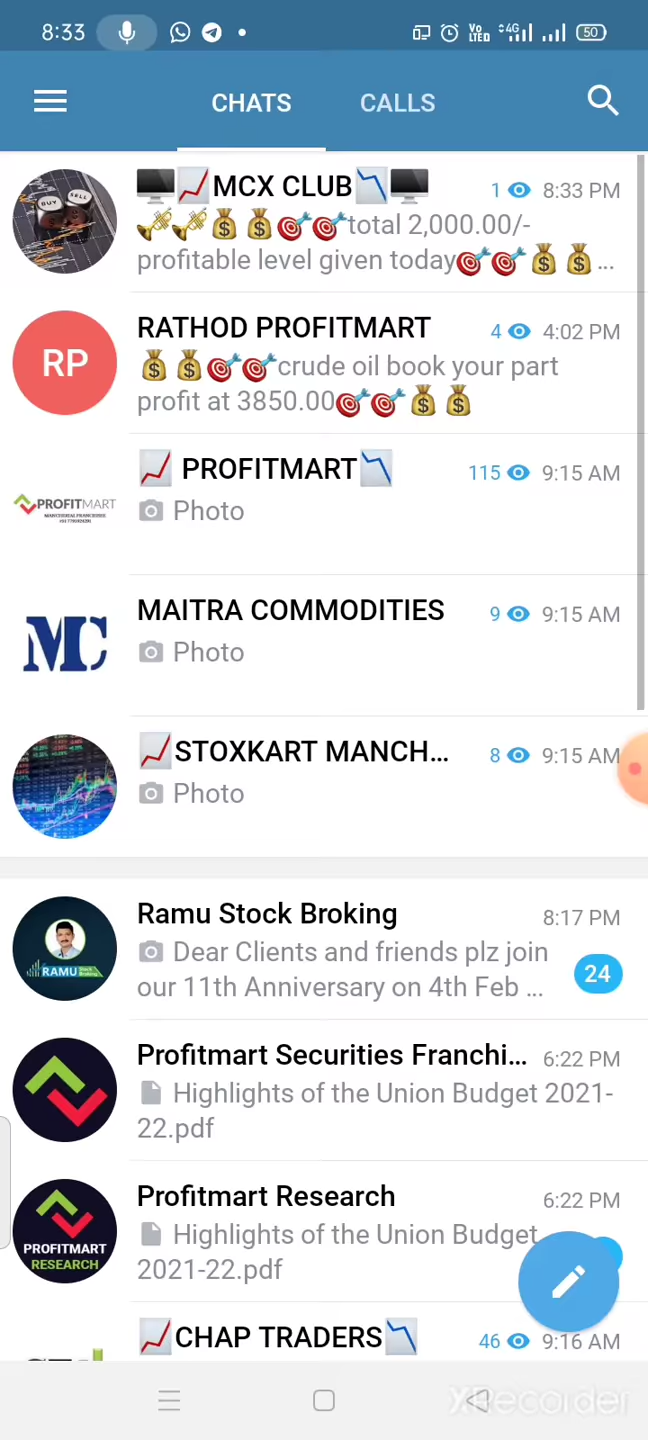 8:33
Vo LTED 4G 50
CHATS CALLS
🖥📈MCX CLUB📉🖥 1 8:33 PM
🎺🎺💰💰🎯🎯total 2,000.00/-
profitable level given today🎯🎯💰💰...
RP
RATHOD PROFITMART 4 4:02 PM
💰💰🎯🎯crude oil book your part
profit at 3850.00🎯🎯💰💰
📈 PROFITMART📉 115 9:15 AM
PROFITMART
Photo
MC
MAITRA COMMODITIES 9 9:15 AM
Photo
📈STOXKART MANCH... 8 9:15 AM
Photo
Ramu Stock Broking 8:17 PM
RAMU
Dear Clients and friends plz join
our 11th Anniversary on 4th Feb ... 24
Profitmart Securities Franchi... 6:22 PM
Highlights of the Union Budget 2021-
22.pdf
Profitmart Research 6:22 PM
PROFITMART
RESEARCH
Highlights of the Union Budget
2021-22.pdf
📈CHAP TRADERS📉 46 9:16 AM
XRecorder